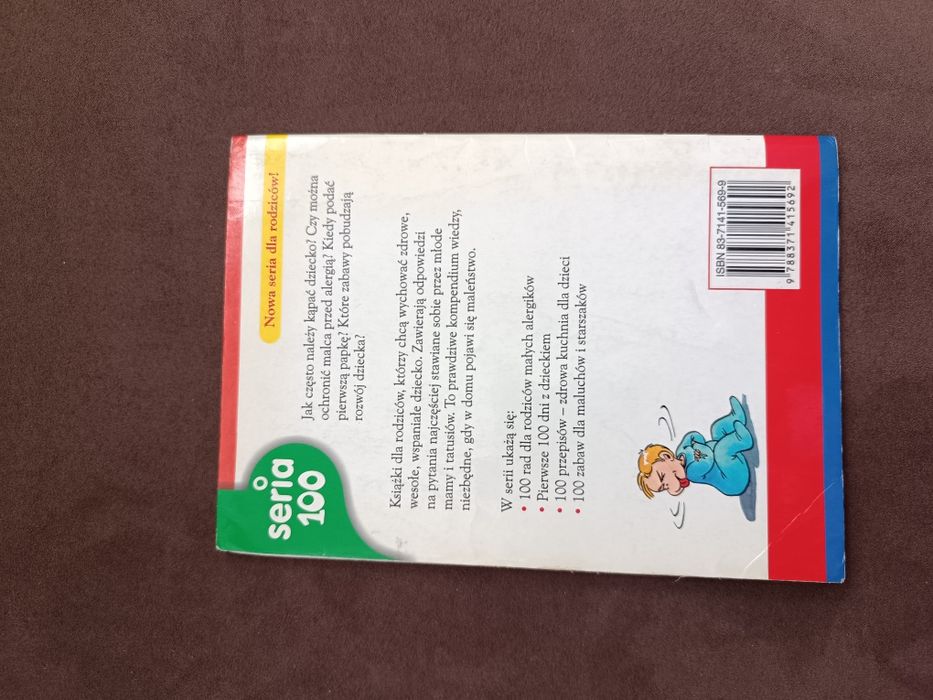 seria
100
Nowa seria dla rodziców!
Jak często należy kąpać dziecko? Czy można
ochronić malca przed alergią? Kiedy podać
pierwszą papkę? Które zabawy pobudzają
rozwój dziecka?
Książki dla rodziców, którzy chcą wychować zdrowe,
wesołe, wspaniałe dziecko. Zawierają odpowiedzi
na pytania najczęściej stawiane sobie przez młode
mamy i tatusiów. To prawdziwe kompendium wiedzy,
niezbędne, gdy w domu pojawi się maleństwo.
W serii ukażą się:
• 100 rad dla rodziców małych alergików
• Pierwsze 100 dni z dzieckiem
• 100 przepisów – zdrowa kuchnia dla dzieci
• 100 zabaw dla maluchów i starszaków
ISBN 83-7141-569-9
9 788371 415692